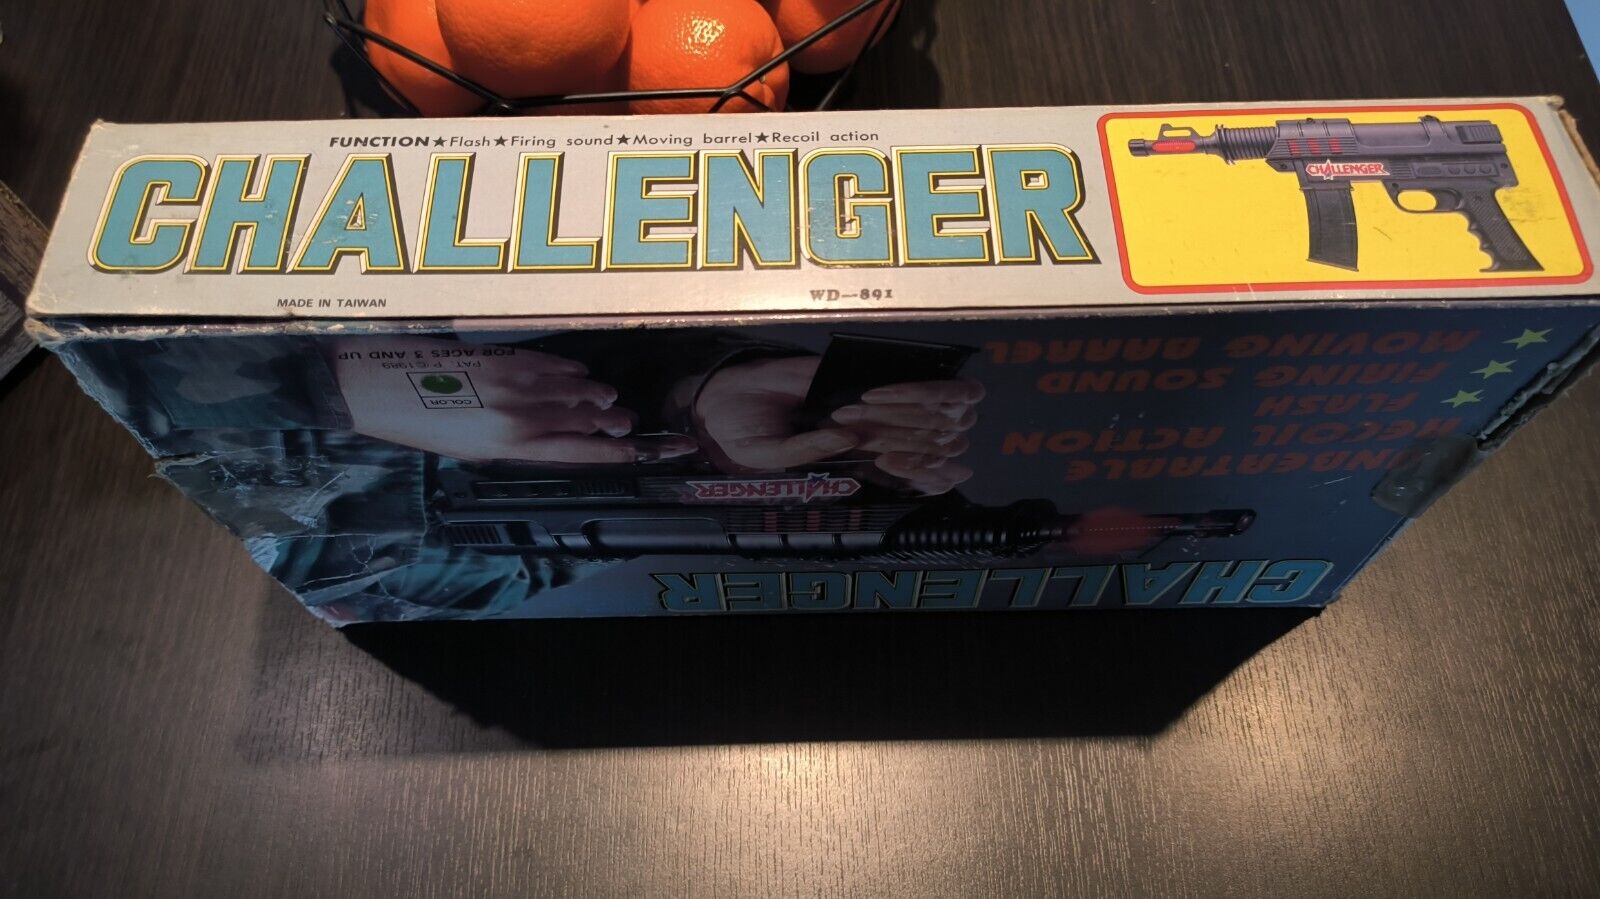 FUNCTION★Flash★Firing sound★Moving barrel★Recoil action
CHALLENGER
CHALLENGER
MADE IN TAIWAN
WD-891
CHALLENGER
UNBEATABLE
RECOIL ACTION
★ FLASH
★ FIRING SOUND
★ MOVING BARREL
CHALLENGER
COLOR
PAT. P./©1989
FOR AGES 3 AND UP